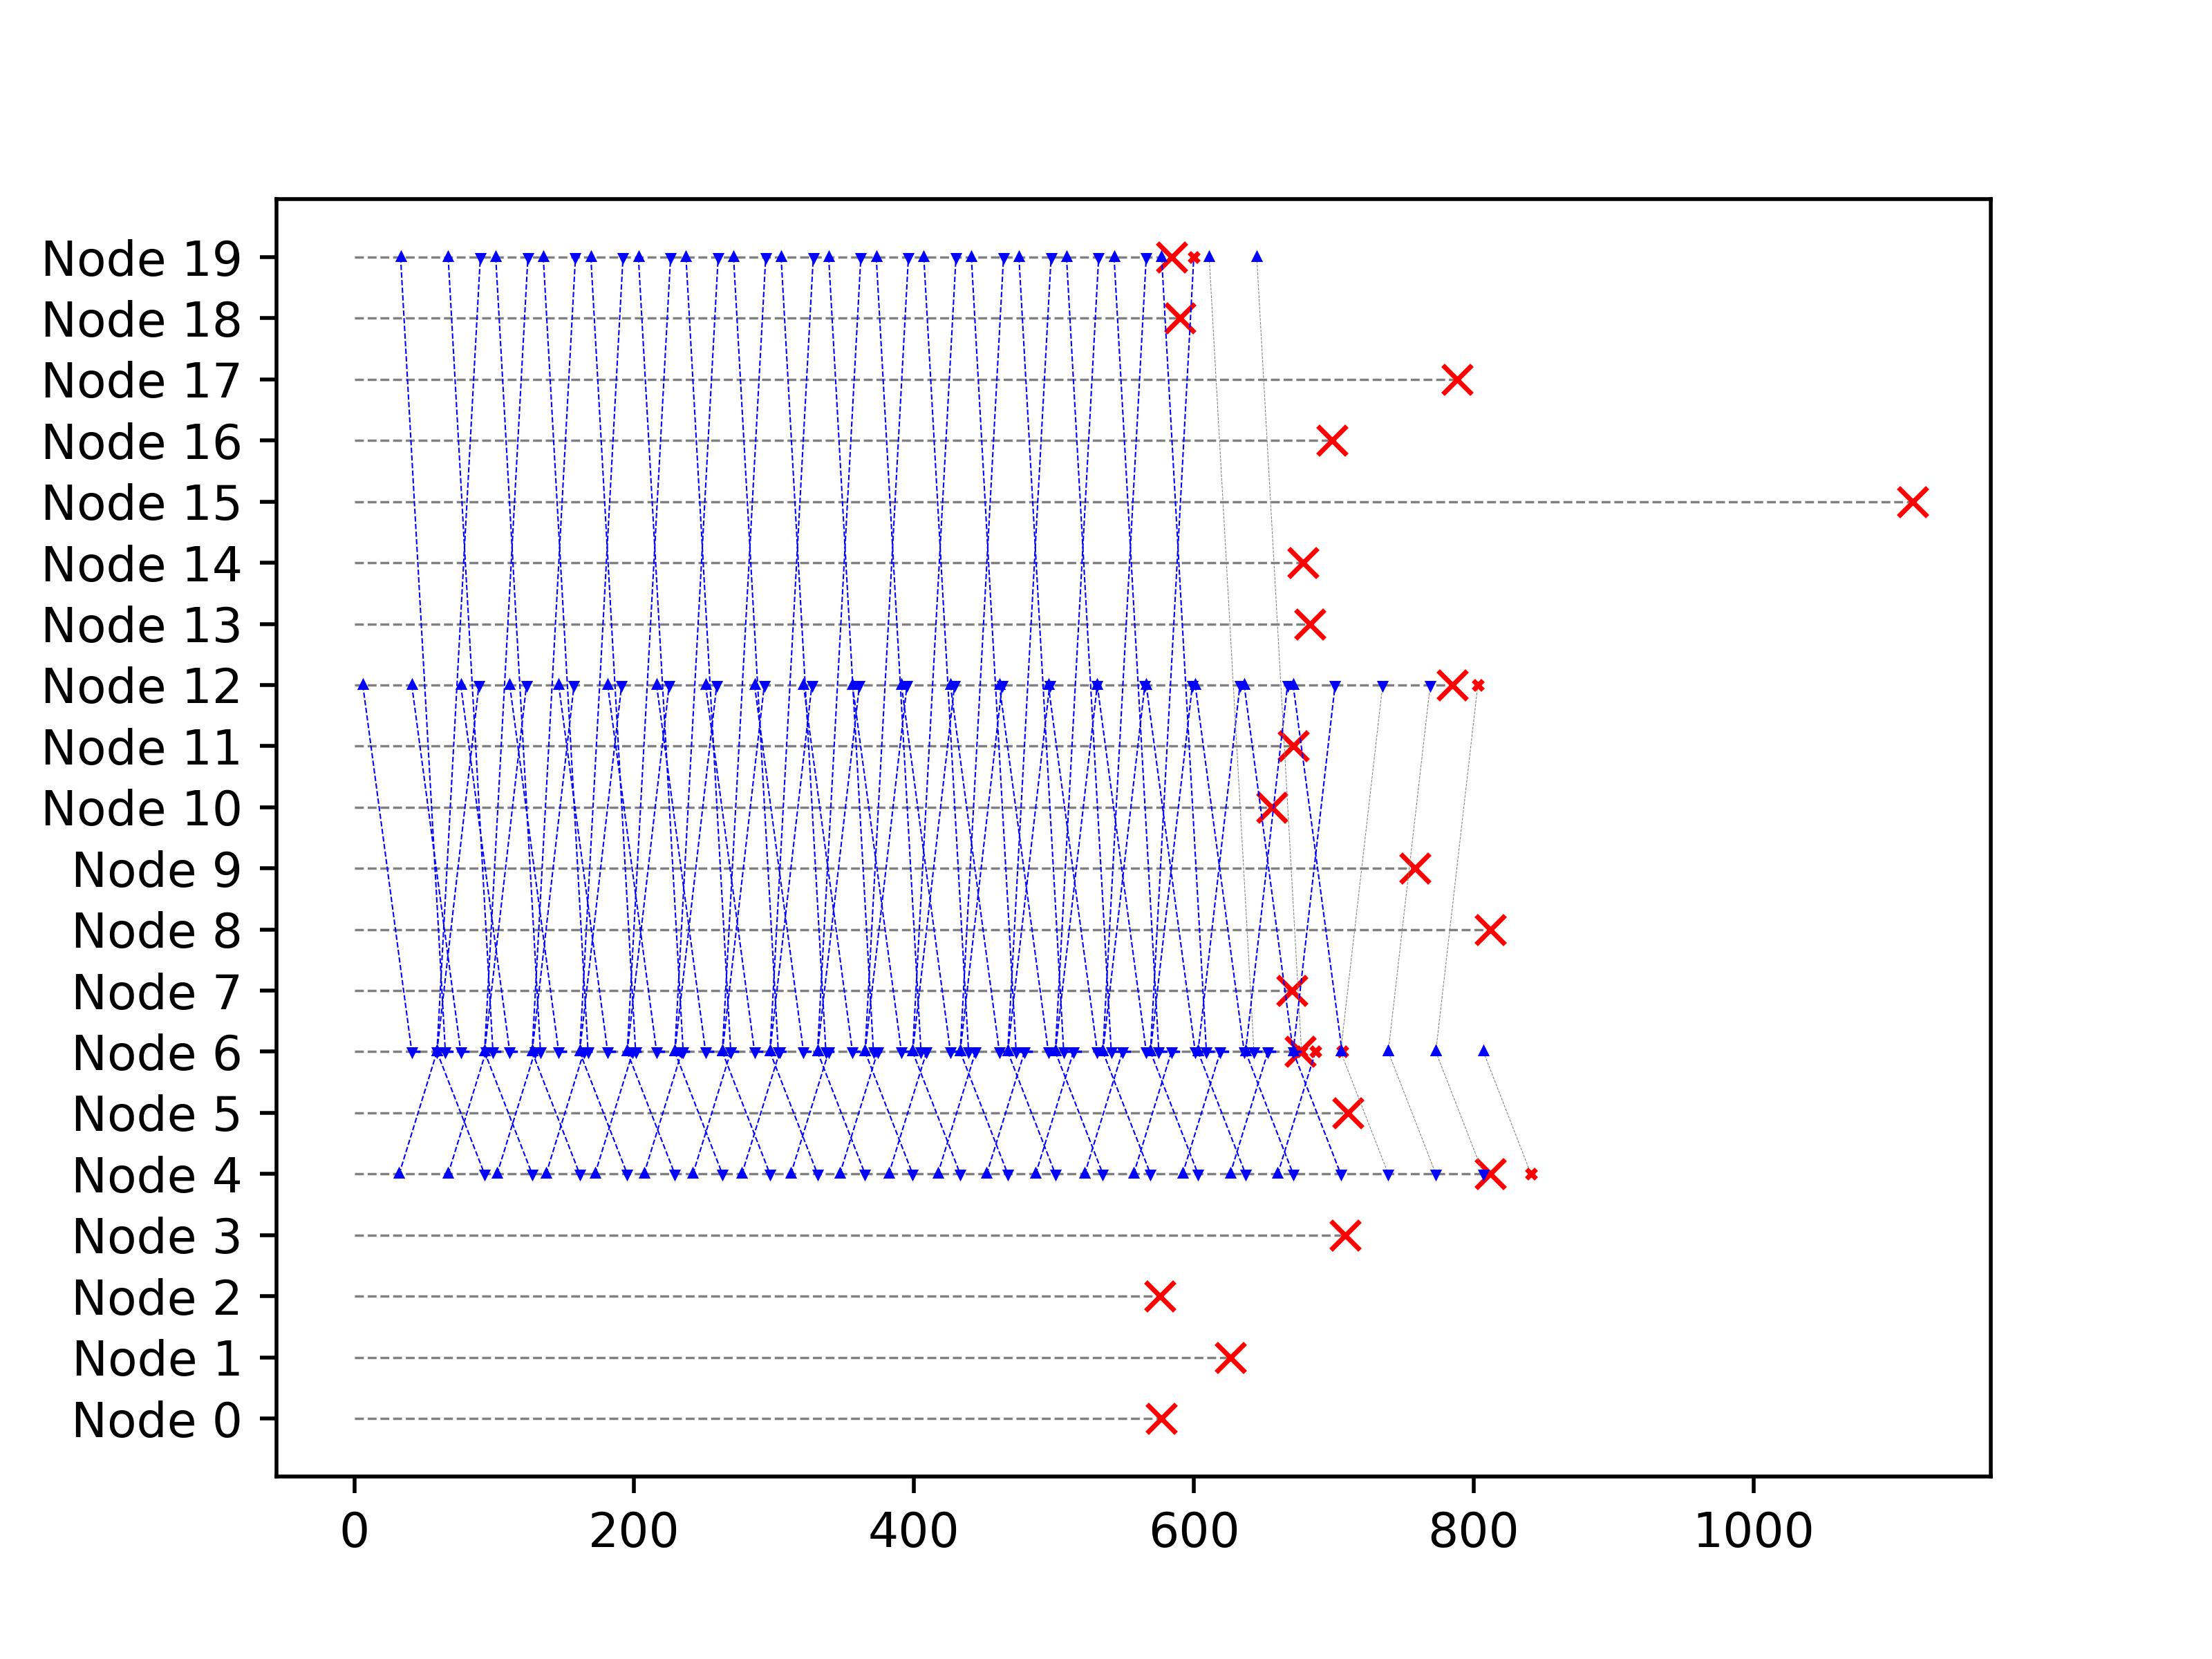 Node 19
Node 18
Node 17
Node 16
Node 15
Node 14
Node 13
Node 12
Node 11
Node 10
Node 9
Node 8
Node 7
Node 6
Node 5
Node 4
Node 3
Node 2
Node 1
Node 0
0 200 400 600 800 1000